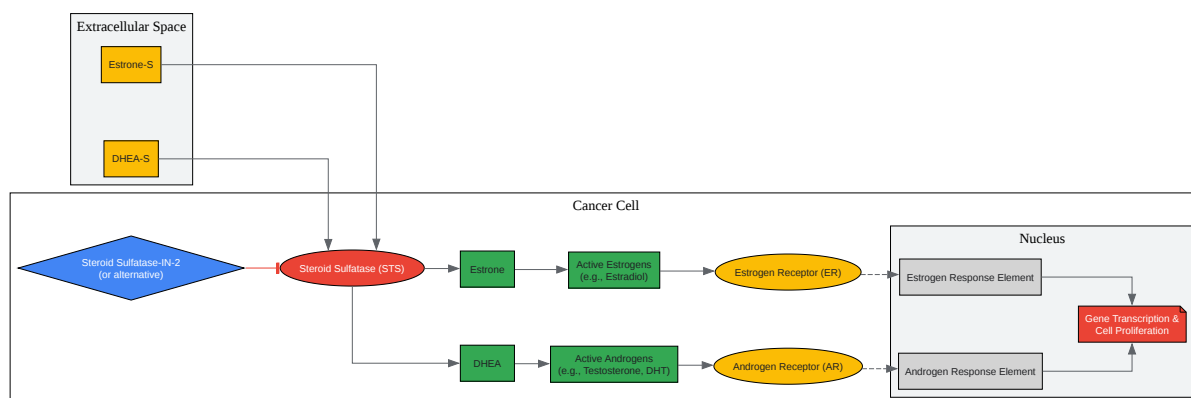 Extracellular Space
Estrone-S
DHEA-S
Cancer Cell
Steroid Sulfatase-IN-2
(or alternative)
Steroid Sulfatase (STS)
Estrone
Active Estrogens
(e.g., Estradiol)
Estrogen Receptor (ER)
Nucleus
Estrogen Response Element
Gene Transcription &
Cell Proliferation
DHEA
Active Androgens
(e.g., Testosterone, DHT)
Androgen Receptor (AR)
Androgen Response Element